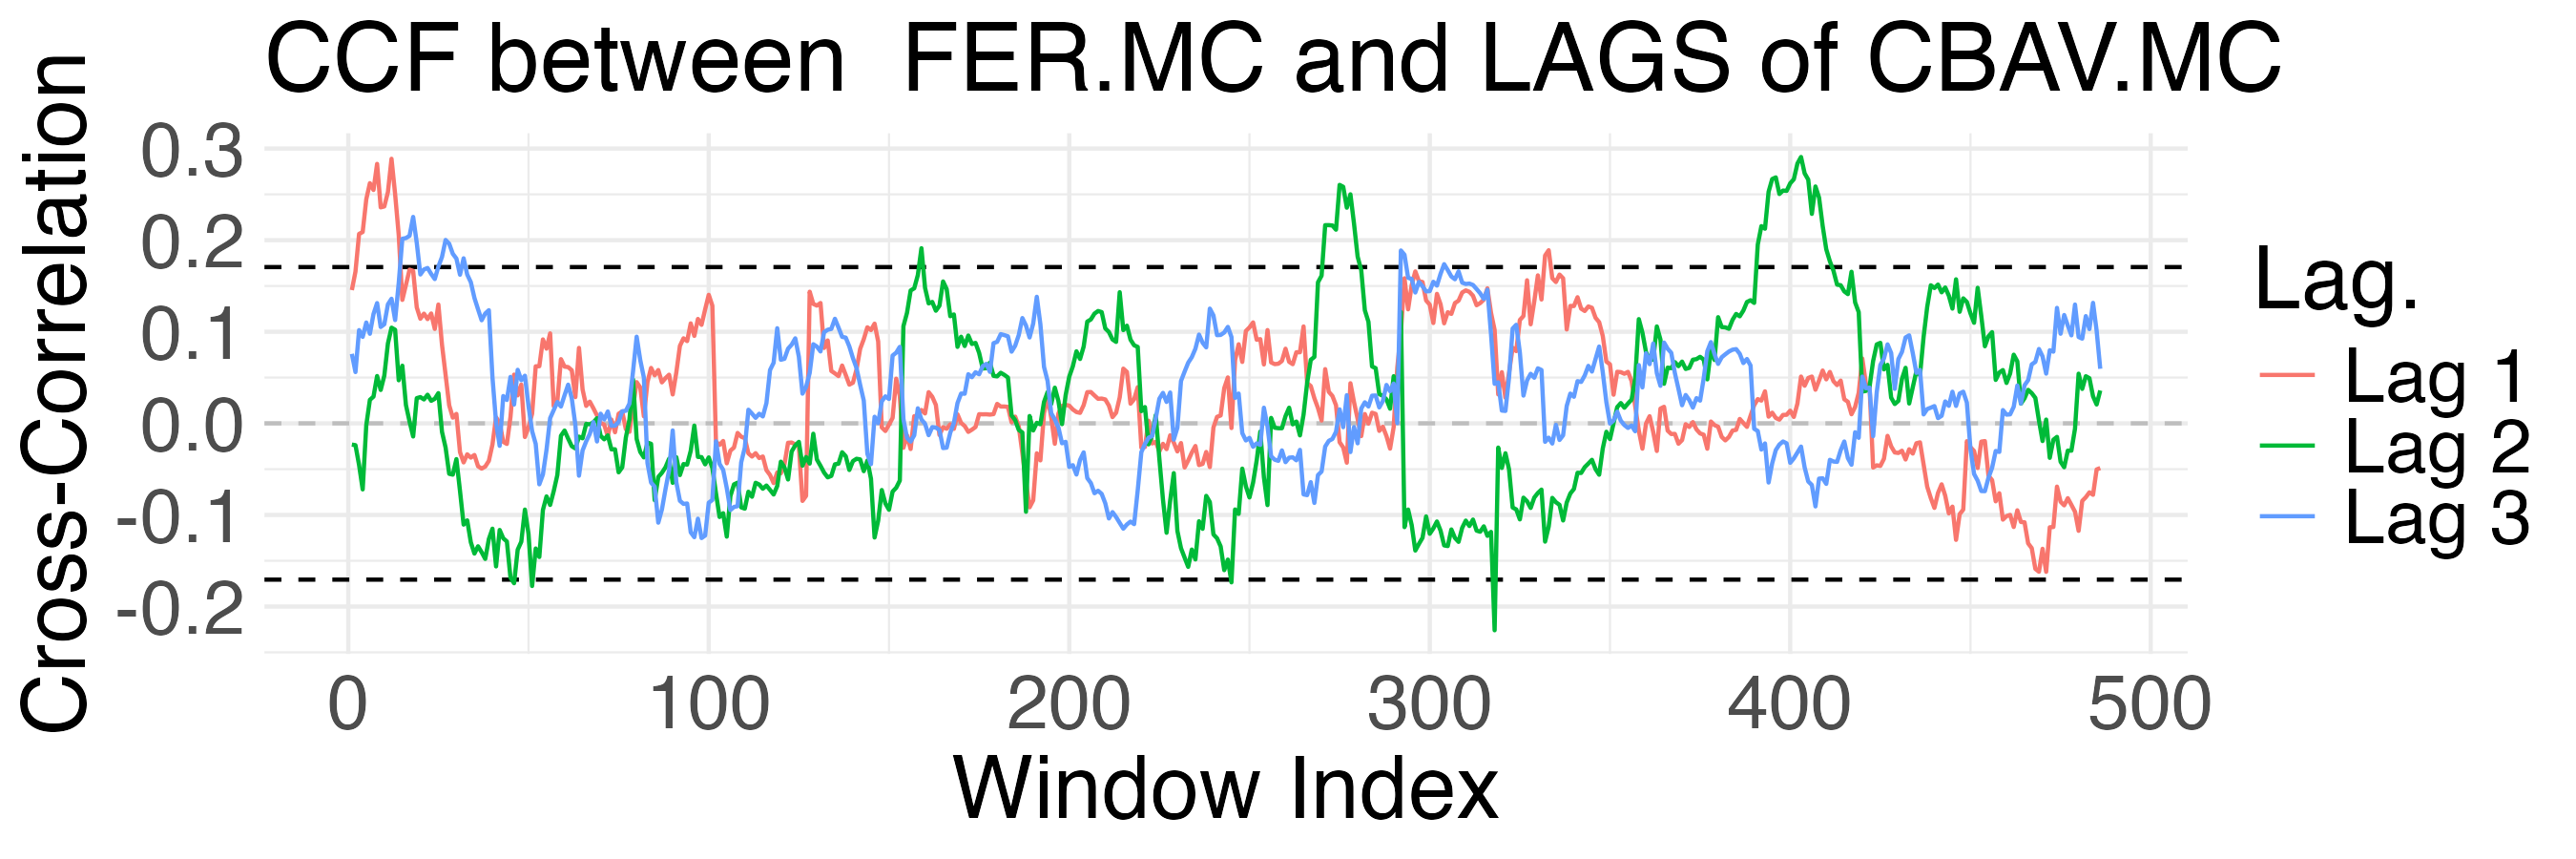 CCF between  FER.MC and LAGS of CBAV.MC
Cross-Correlation
0.3
0.2
0.1
0.0
-0.1
-0.2
0 100 200 300 400 500
Window Index
Lag.
Lag 1
Lag 2
Lag 3